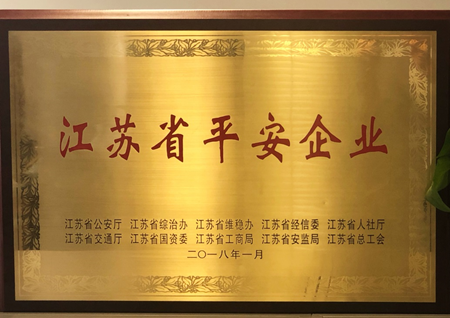 江苏省平安企业
江苏省公安厅 江苏省综治办 江苏省维稳办 江苏省经信委 江苏省人社厅
江苏省交通厅 江苏省国资委 江苏省工商局 江苏省安监局 江苏省总工会
二〇一八年一月